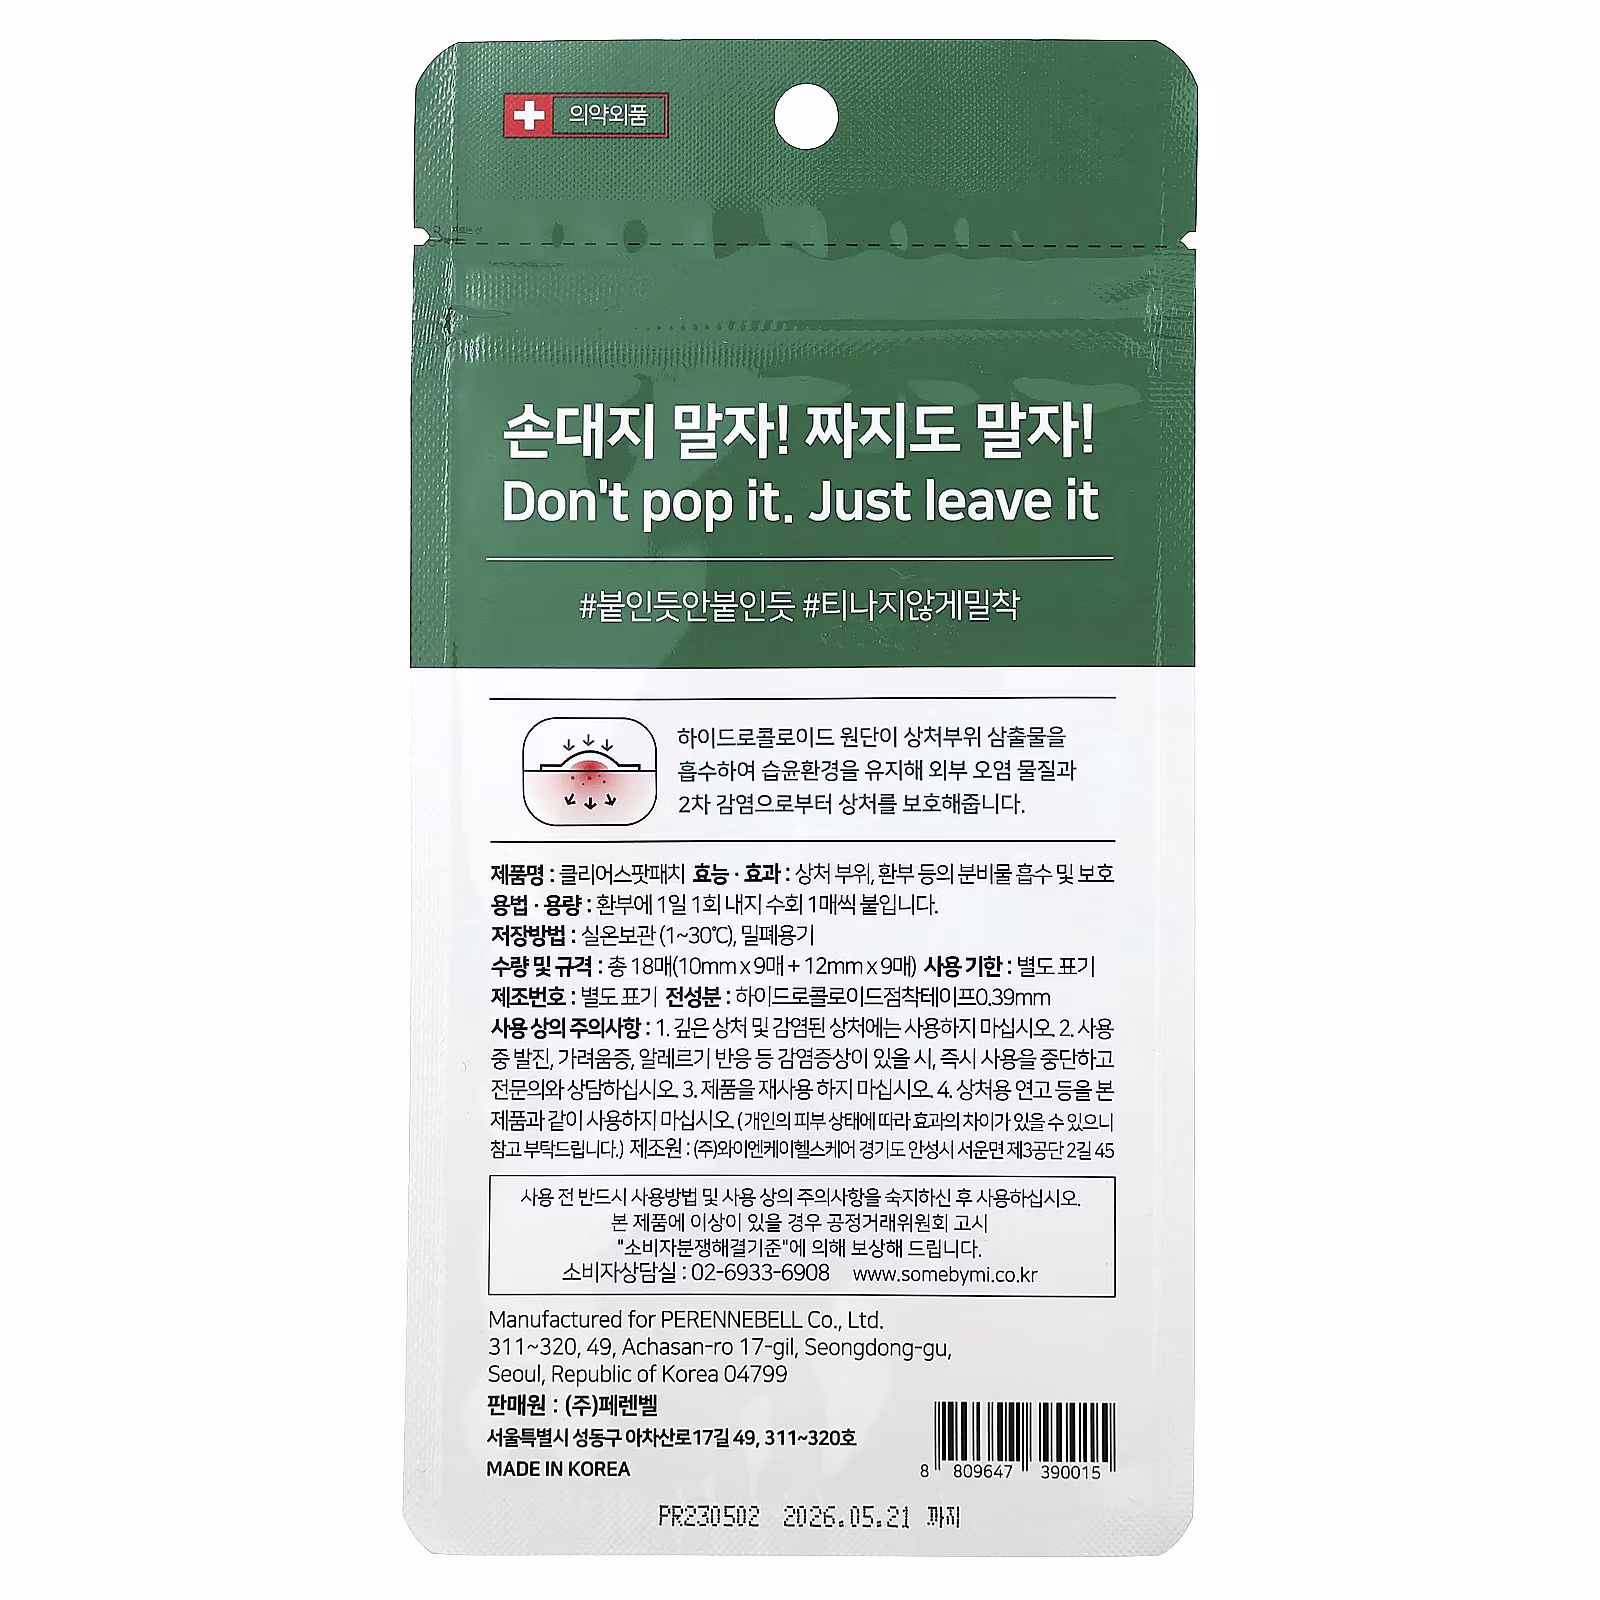 의약외품
자르는 선
손대지 말자! 짜지도 말자!
Don't pop it. Just leave it
#붙인듯안붙인듯 #티나지않게밀착
하이드로콜로이드 원단이 상처부위 삼출물을
흡수하여 습윤환경을 유지해 외부 오염 물질과
2차 감염으로부터 상처를 보호해줍니다.
제품명 : 클리어스팟패치 효능 · 효과 : 상처 부위, 환부 등의 분비물 흡수 및 보호
용법 · 용량 : 환부에 1일 1회 내지 수회 1매씩 붙입니다.
저장방법 : 실온보관 (1~30℃), 밀폐용기
수량 및 규격 : 총 18매(10mm x 9매 + 12mm x 9매) 사용 기한 : 별도 표기
제조번호 : 별도 표기 전성분 : 하이드로콜로이드점착테이프0.39mm
사용 상의 주의사항 : 1. 깊은 상처 및 감염된 상처에는 사용하지 마십시오. 2. 사용
중 발진, 가려움증, 알레르기 반응 등 감염증상이 있을 시, 즉시 사용을 중단하고
전문의와 상담하십시오. 3. 제품을 재사용 하지 마십시오. 4. 상처용 연고 등을 본
제품과 같이 사용하지 마십시오. (개인의 피부 상태에 따라 효과의 차이가 있을 수 있으니
참고 부탁드립니다.) 제조원 : (주)와이엔케이헬스케어 경기도 안성시 서운면 제3공단 2길 45
사용 전 반드시 사용방법 및 사용 상의 주의사항을 숙지하신 후 사용하십시오.
본 제품에 이상이 있을 경우 공정거래위원회 고시
"소비자분쟁해결기준"에 의해 보상해 드립니다.
소비자상담실 : 02-6933-6908 www.somebymi.co.kr
Manufactured for PERENNEBELL Co., Ltd.
311~320, 49, Achasan-ro 17-gil, Seongdong-gu,
Seoul, Republic of Korea 04799
판매원 : (주)페렌벨
서울특별시 성동구 아차산로17길 49, 311~320호
MADE IN KOREA
8 809647 390015
PR230502 2026.05.21 까지